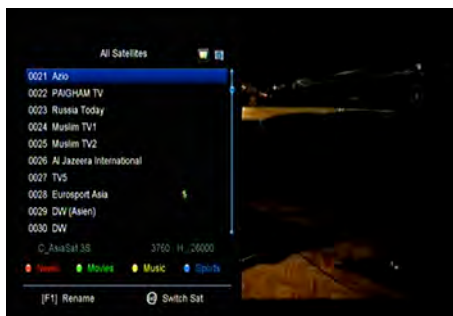 All Satellites
0021 Azio
0022 PAIGHAM TV
0023 Russia Today
0024 Muslim TV1
0025 Muslim TV2
0026 Al Jazeera International
0027 TV5
0028 Eurosport Asia $
0029 DW (Asien)
0030 DW
C_AsiaSat 3S 3760 H 26000
News Movies Music Sports
[F1] Rename Switch Sat